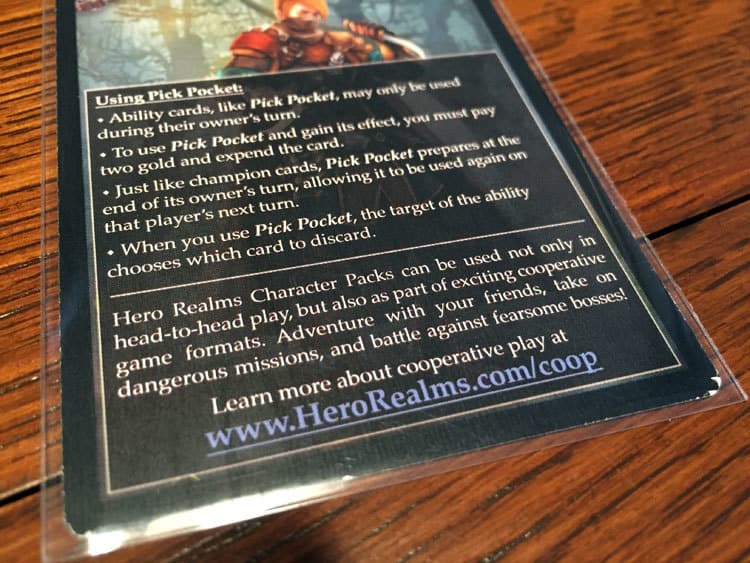 Using Pick Pocket:
• Ability cards, like Pick Pocket, may only be used
during their owner's turn.
• To use Pick Pocket and gain its effect, you must pay
two gold and expend the card.
• Just like champion cards, Pick Pocket prepares at the
end of its owner's turn, allowing it to be used again on
that player's next turn.
• When you use Pick Pocket, the target of the ability
chooses which card to discard.
Hero Realms Character Packs can be used not only in
head-to-head play, but also as part of exciting cooperative
game formats. Adventure with your friends, take on
dangerous missions, and battle against fearsome bosses!
Learn more about cooperative play at
www.HeroRealms.com/coop